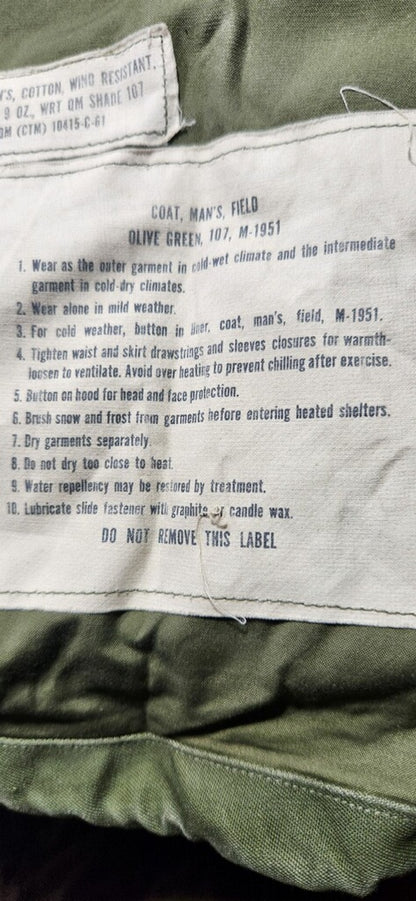 'S, COTTON, WIND RESISTANT,
9 OZ., WRT QM SHADE 107
QM (CTM) 10415-C-61
COAT, MAN'S, FIELD
OLIVE GREEN, 107, M-1951
1. Wear as the outer garment in cold-wet climate and the intermediate
garment in cold-dry climates.
2. Wear alone in mild weather.
3. For cold weather, button in liner, coat, man's, field, M-1951.
4. Tighten waist and skirt drawstrings and sleeves closures for warmth-
loosen to ventilate. Avoid over heating to prevent chilling after exercise.
5. Button on hood for head and face protection.
6. Brush snow and frost from garments before entering heated shelters.
7. Dry garments separately.
8. Do not dry too close to heat.
9. Water repellency may be restored by treatment.
10. Lubricate slide fastener with graphite or candle wax.
DO NOT REMOVE THIS LABEL